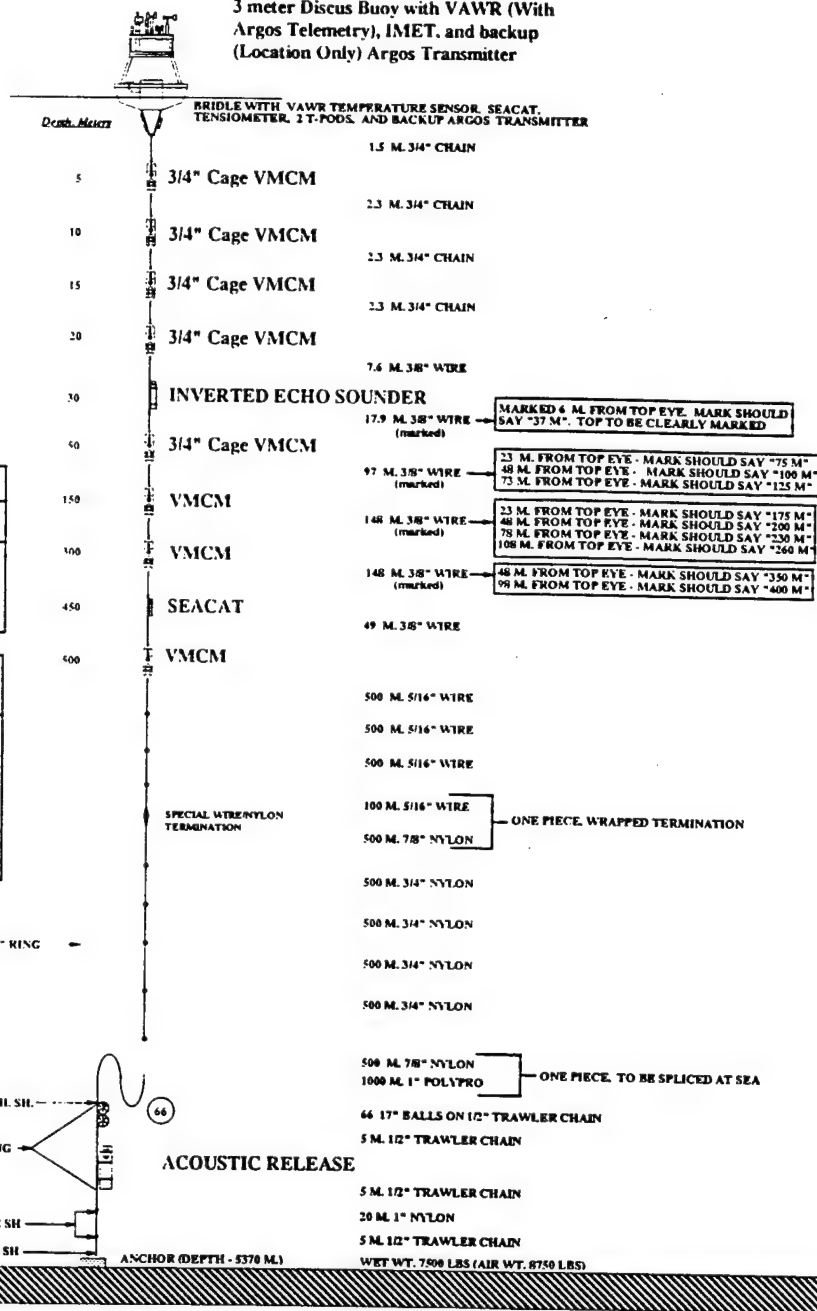 3 meter Discus Buoy with VAWR (With
Argos Telemetry), IMET, and backup
(Location Only) Argos Transmitter
BRIDLE WITH VAWR TEMPERATURE SENSOR, SEACAT,
TENSIOMETER, 2 T-PODS, AND BACKUP ARGOS TRANSMITTER
Depth, Meters
1.5 M. 3/4" CHAIN
5
3/4" Cage VMCM
2.3 M. 3/4" CHAIN
10
3/4" Cage VMCM
2.3 M. 3/4" CHAIN
15
3/4" Cage VMCM
2.3 M. 3/4" CHAIN
20
3/4" Cage VMCM
7.6 M. 3/8" WIRE
30
INVERTED ECHO SOUNDER
17.9 M. 3/8" WIRE
(marked)
MARKED 6 M. FROM TOP EYE. MARK SHOULD
SAY "37 M". TOP TO BE CLEARLY MARKED
50
3/4" Cage VMCM
97 M. 3/8" WIRE
(marked)
23 M. FROM TOP EYE - MARK SHOULD SAY "75 M"
48 M. FROM TOP EYE - MARK SHOULD SAY "100 M"
73 M. FROM TOP EYE - MARK SHOULD SAY "125 M"
150
VMCM
148 M. 3/8" WIRE
(marked)
23 M. FROM TOP EYE - MARK SHOULD SAY "175 M"
48 M. FROM TOP EYE - MARK SHOULD SAY "200 M"
78 M. FROM TOP EYE - MARK SHOULD SAY "230 M"
108 M. FROM TOP EYE - MARK SHOULD SAY "260 M"
300
VMCM
148 M. 3/8" WIRE
(marked)
48 M. FROM TOP EYE - MARK SHOULD SAY "350 M"
98 M. FROM TOP EYE - MARK SHOULD SAY "400 M"
450
SEACAT
49 M. 3/8" WIRE
500
VMCM
500 M. 5/16" WIRE
500 M. 5/16" WIRE
500 M. 5/16" WIRE
SPECIAL WIRE/NYLON
TERMINATION
100 M. 5/16" WIRE
500 M. 7/8" NYLON
ONE PIECE, WRAPPED TERMINATION
500 M. 3/4" NYLON
500 M. 3/4" NYLON
" RING
500 M. 3/4" NYLON
500 M. 3/4" NYLON
500 M. 7/8" NYLON
1000 M. 1" POLYPRO
ONE PIECE, TO BE SPLICED AT SEA
SH.
66
66 17" BALLS ON 1/2" TRAWLER CHAIN
5 M. 1/2" TRAWLER CHAIN
ACOUSTIC RELEASE
5 M. 1/2" TRAWLER CHAIN
SH
20 M. 1" NYLON
5 M. 1/2" TRAWLER CHAIN
SH
ANCHOR (DEPTH - 5370 M.)
WET WT. 7500 LBS (AIR WT. 8750 LBS)